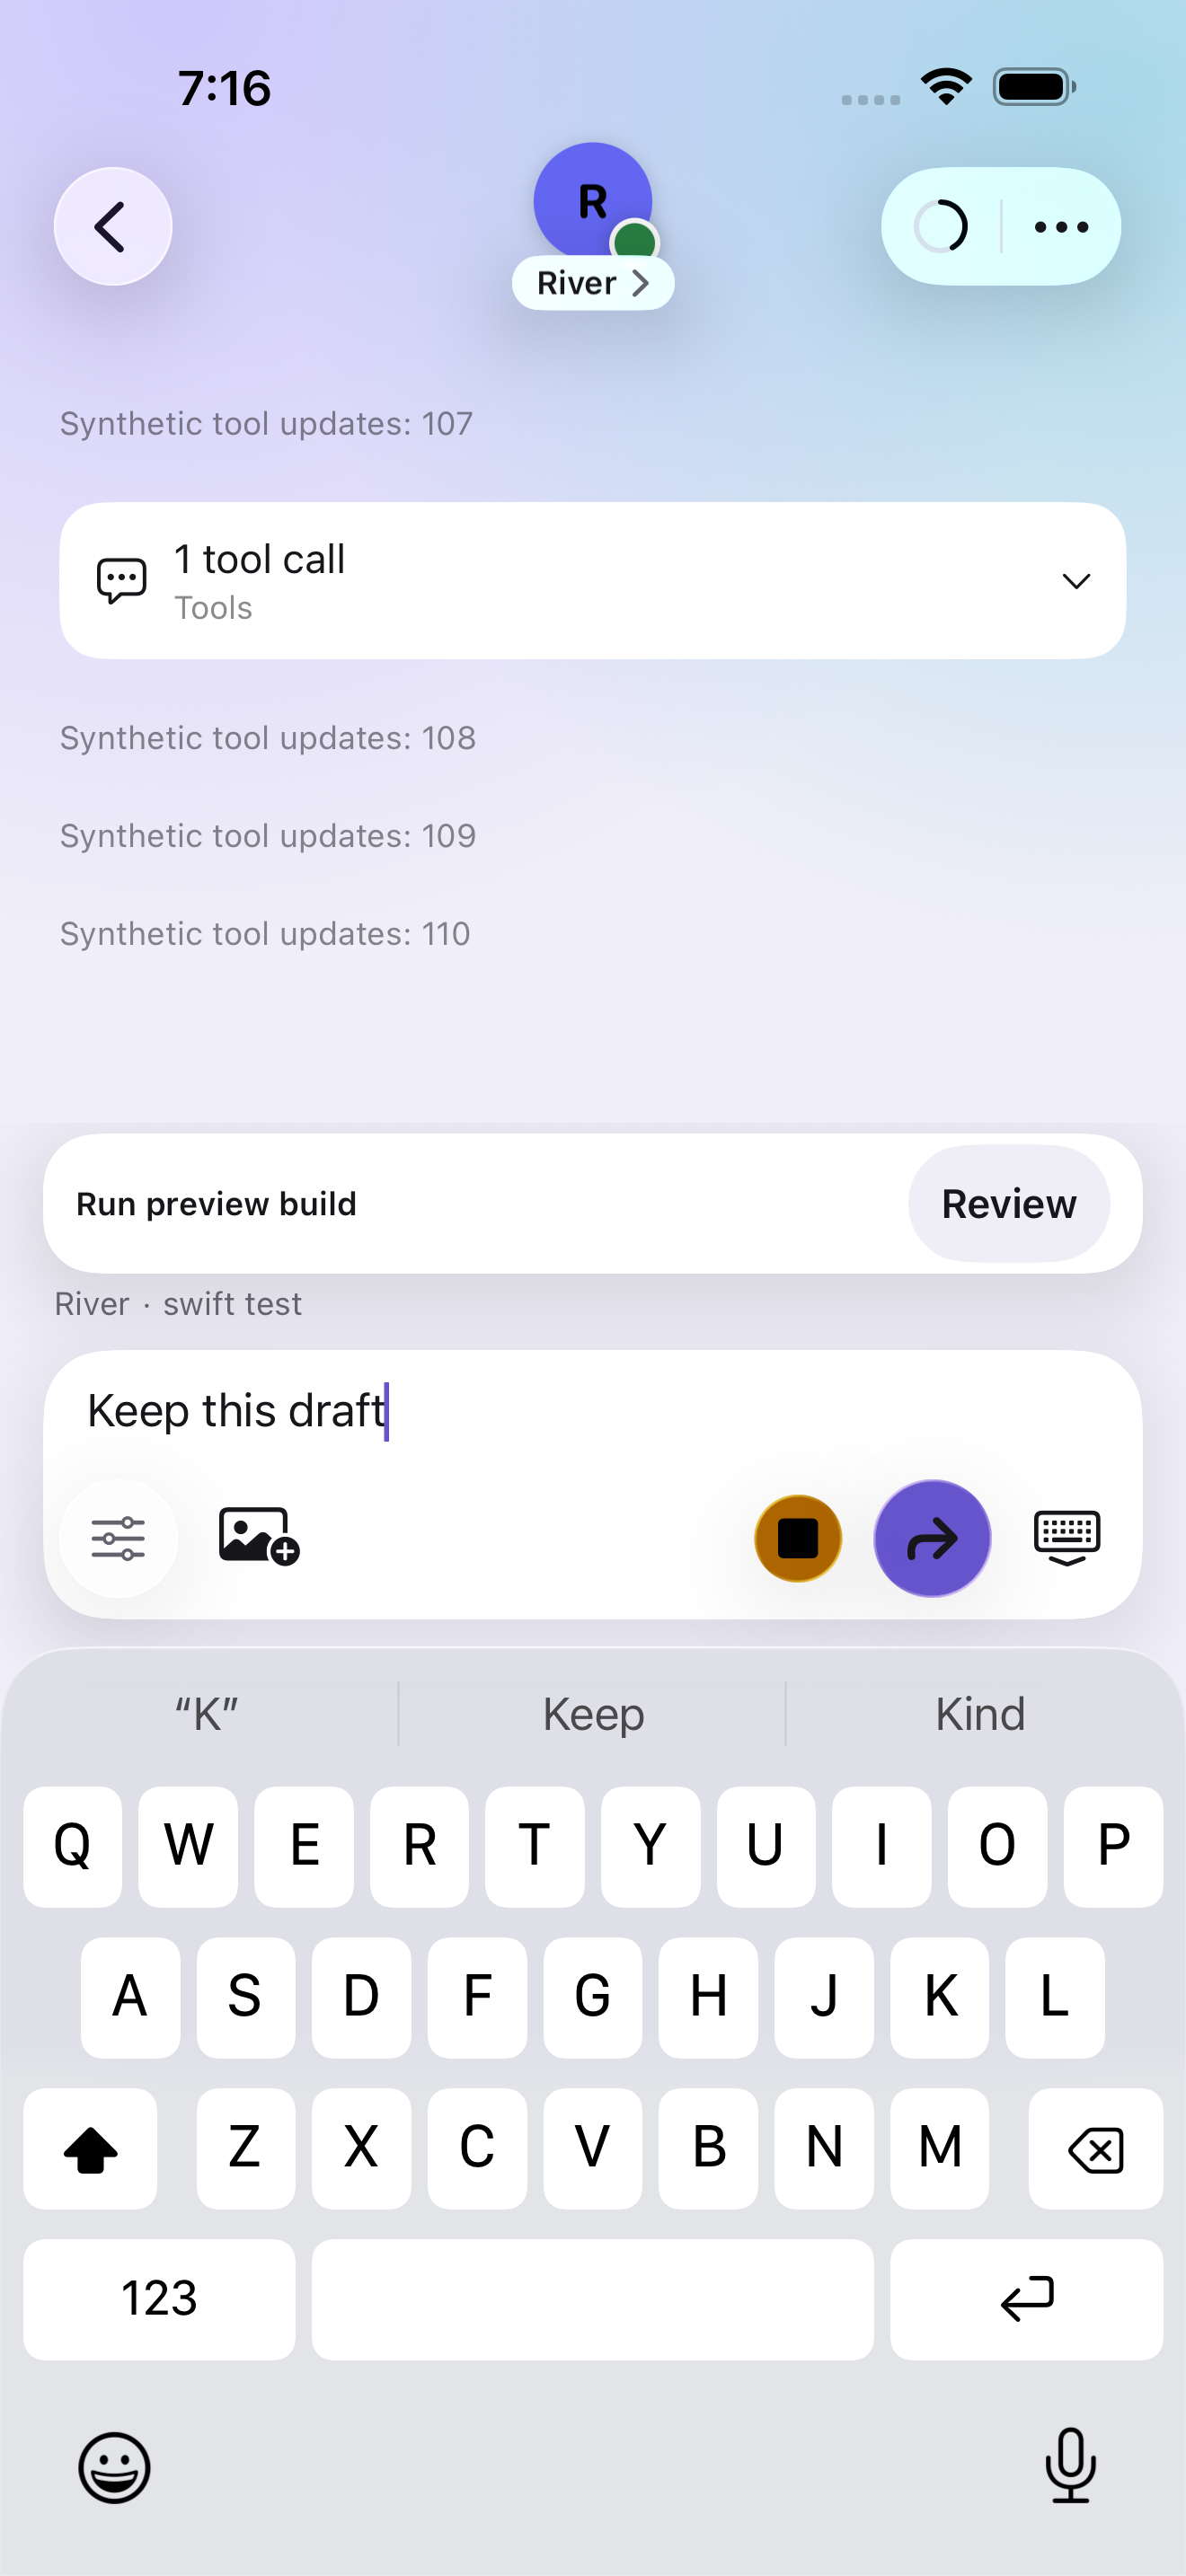 7:16
R
River
Synthetic tool updates: 107
1 tool call
Tools
Synthetic tool updates: 108
Synthetic tool updates: 109
Synthetic tool updates: 110
Run preview build
Review
River · swift test
Keep this draft
“K” Keep Kind
Q W E R T Y U I O P
A S D F G H J K L
Z X C V B N M
123